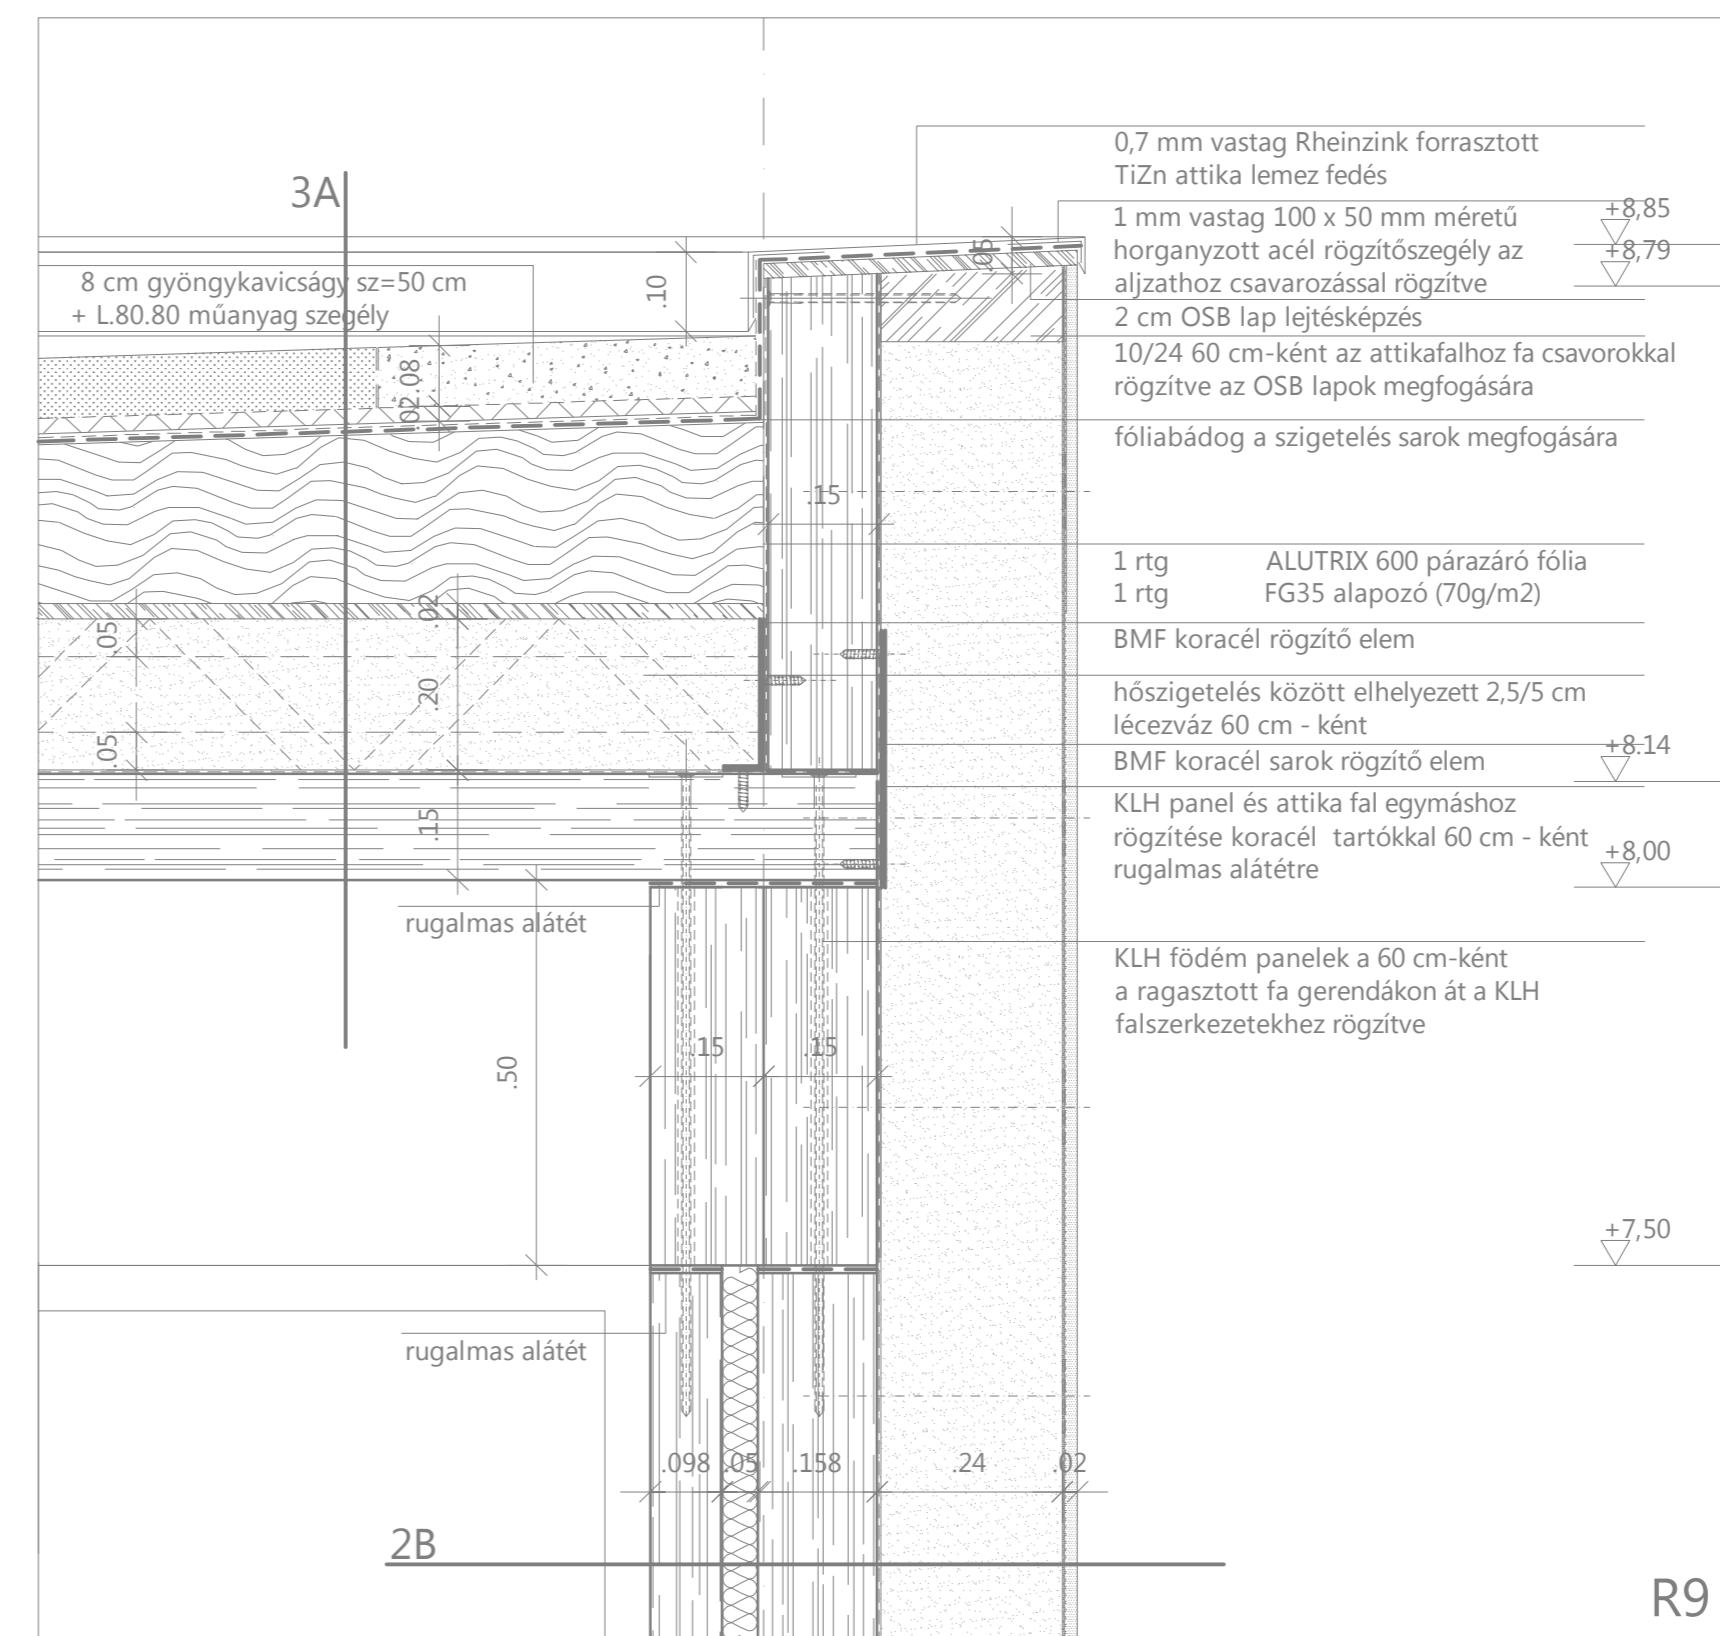 0,7 mm vastag Rheinzink forrasztott
TiZn attika lemez fedés
3A
1 mm vastag 100 x 50 mm méretű
horganyzott acél rögzítőszegély az
aljzathoz csavarozással rögzítve
+8,85
+8,79
.05
8 cm gyöngykavicságy sz=50 cm
+ L.80.80 műanyag szegély
.10
2 cm OSB lap lejtésképzés
10/24 60 cm-ként az attikafalhoz fa csavorokkal
rögzítve az OSB lapok megfogására
.02.08
fóliabádog a szigetelés sarok megfogására
.15
1 rtg ALUTRIX 600 párazáró fólia
1 rtg FG35 alapozó (70g/m2)
.02
.05
BMF koracél rögzítő elem
.20
hőszigetelés között elhelyezett 2,5/5 cm
lécezváz 60 cm - ként
.05
BMF koracél sarok rögzítő elem
+8.14
.15
KLH panel és attika fal egymáshoz
rögzítése koracél tartókkal 60 cm - ként
rugalmas alátétre
+8,00
rugalmas alátét
KLH födém panelek a 60 cm-ként
a ragasztott fa gerendákon át a KLH
falszerkezetekhez rögzítve
.15
.15
.50
+7,50
rugalmas alátét
.098
.05
.158
.24
.02
2B
R9